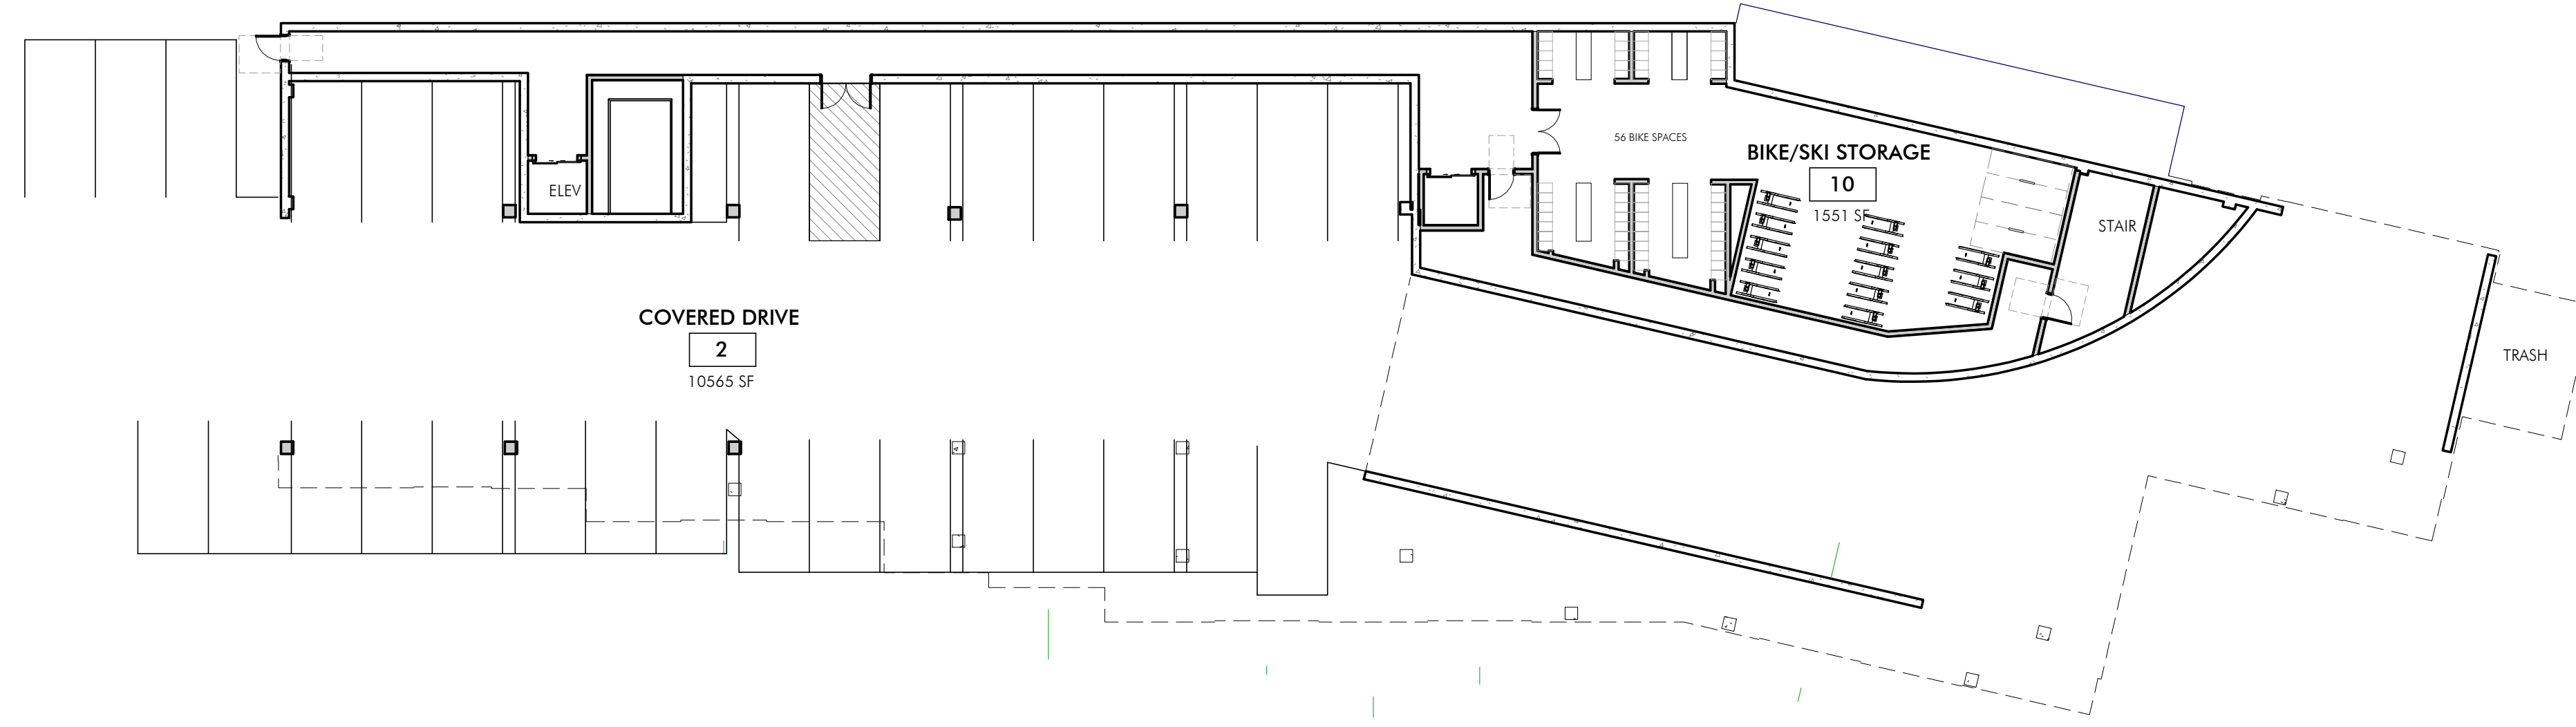 56 BIKE SPACES
BIKE/SKI STORAGE
10
1551 SF
ELEV
STAIR
COVERED DRIVE
2
10565 SF
TRASH